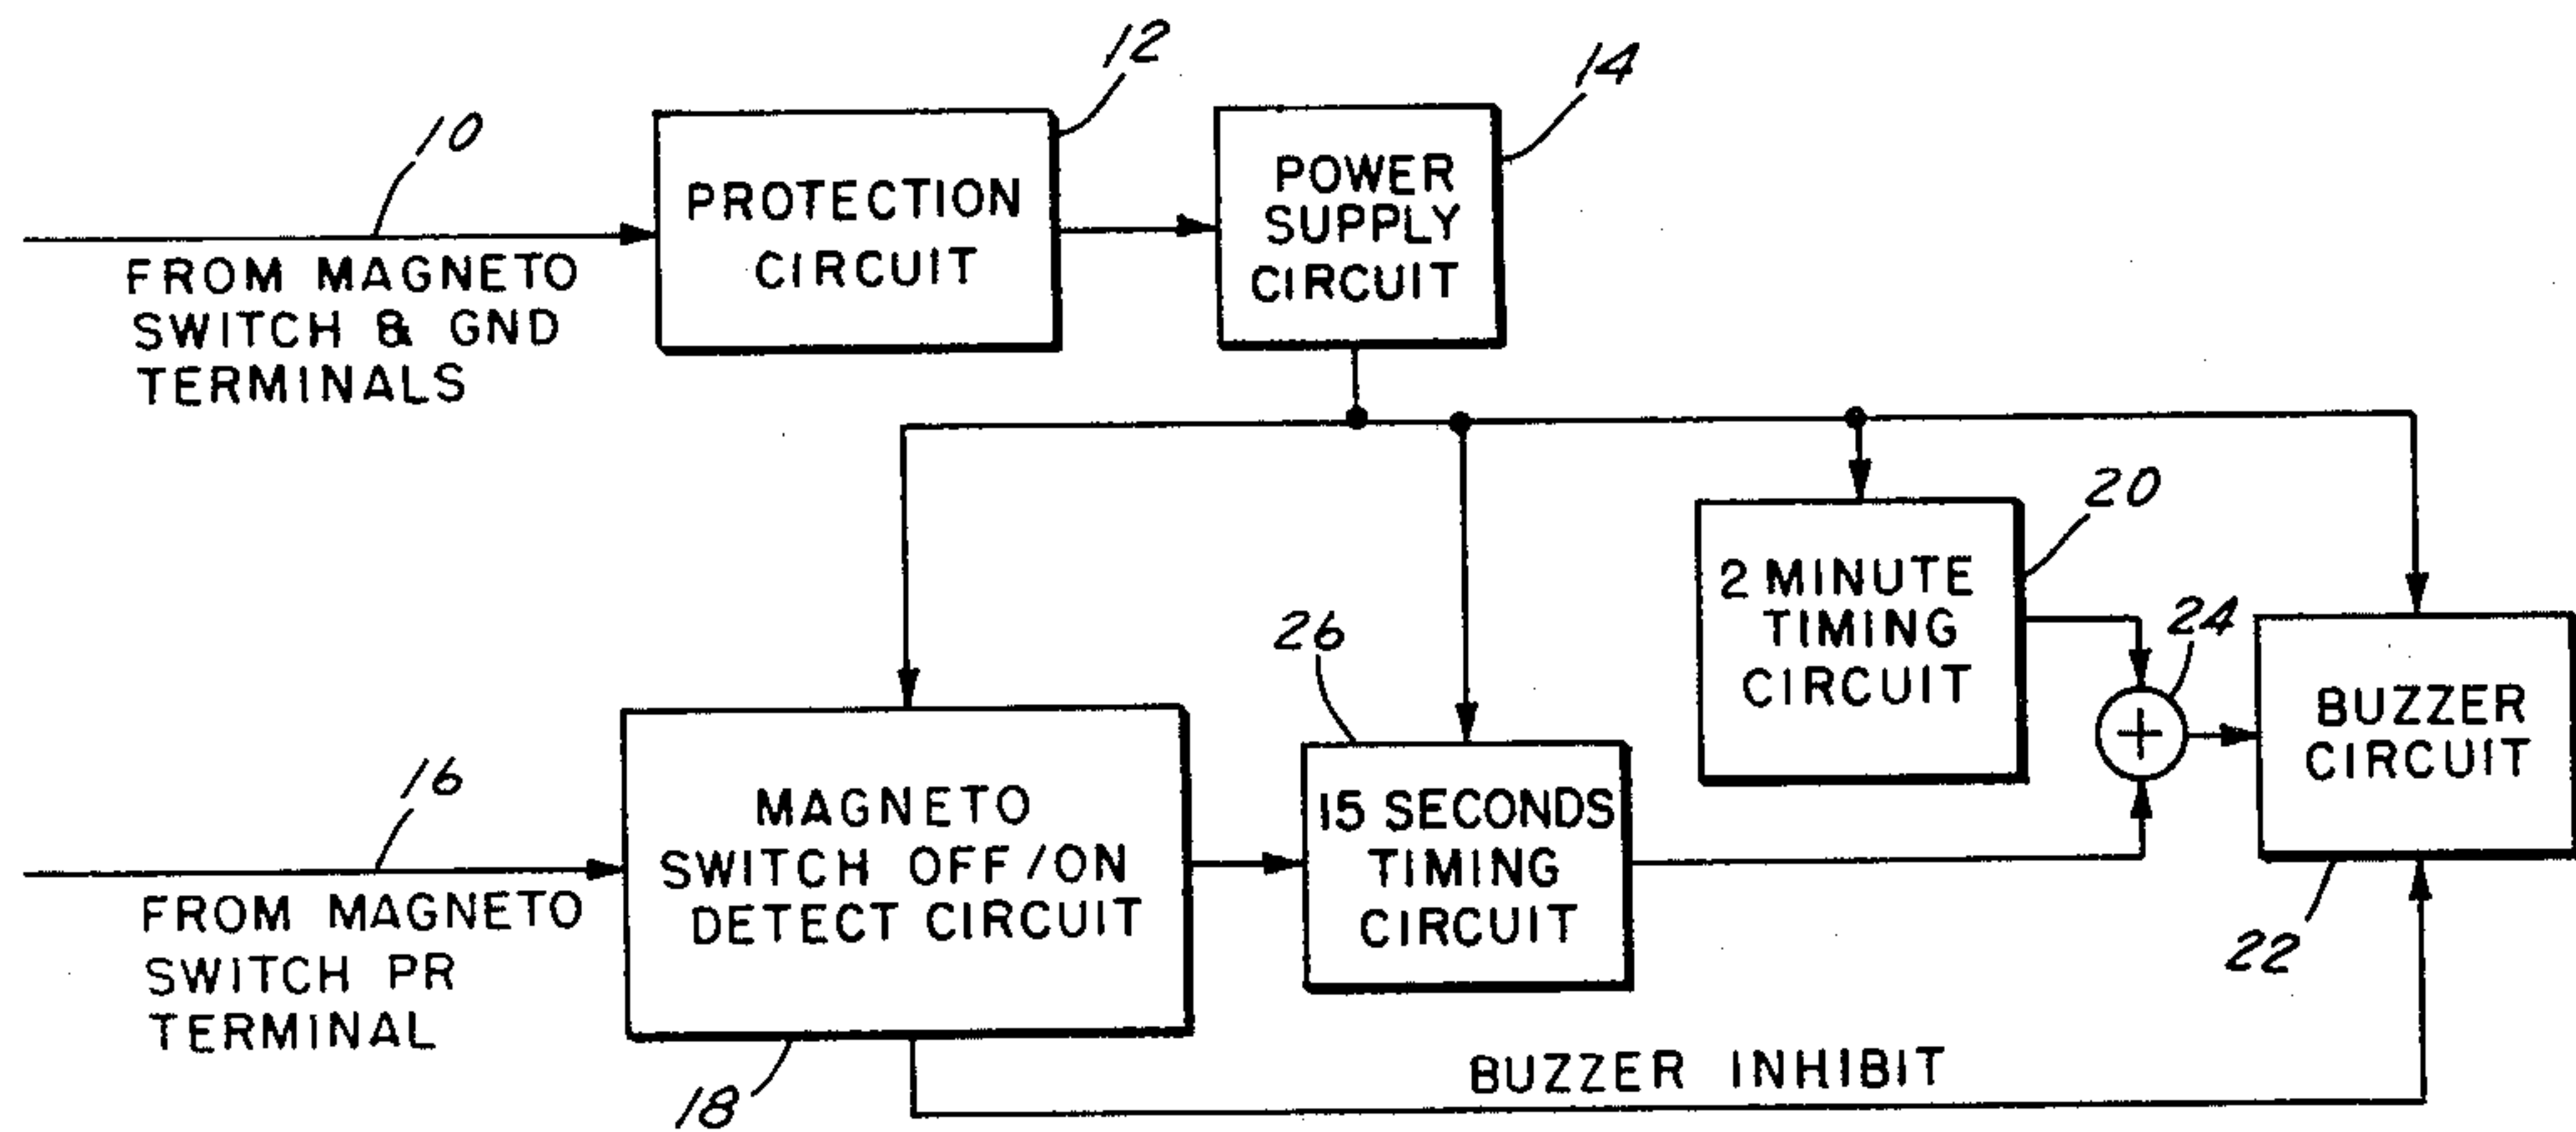 12
14
10
PROTECTION
CIRCUIT
POWER
SUPPLY
CIRCUIT
FROM MAGNETO
SWITCH & GND
TERMINALS
20
2 MINUTE
TIMING
CIRCUIT
24
+
26
BUZZER
CIRCUIT
22
16
MAGNETO
SWITCH OFF/ON
DETECT CIRCUIT
15 SECONDS
TIMING
CIRCUIT
FROM MAGNETO
SWITCH PR
TERMINAL
18
BUZZER INHIBIT